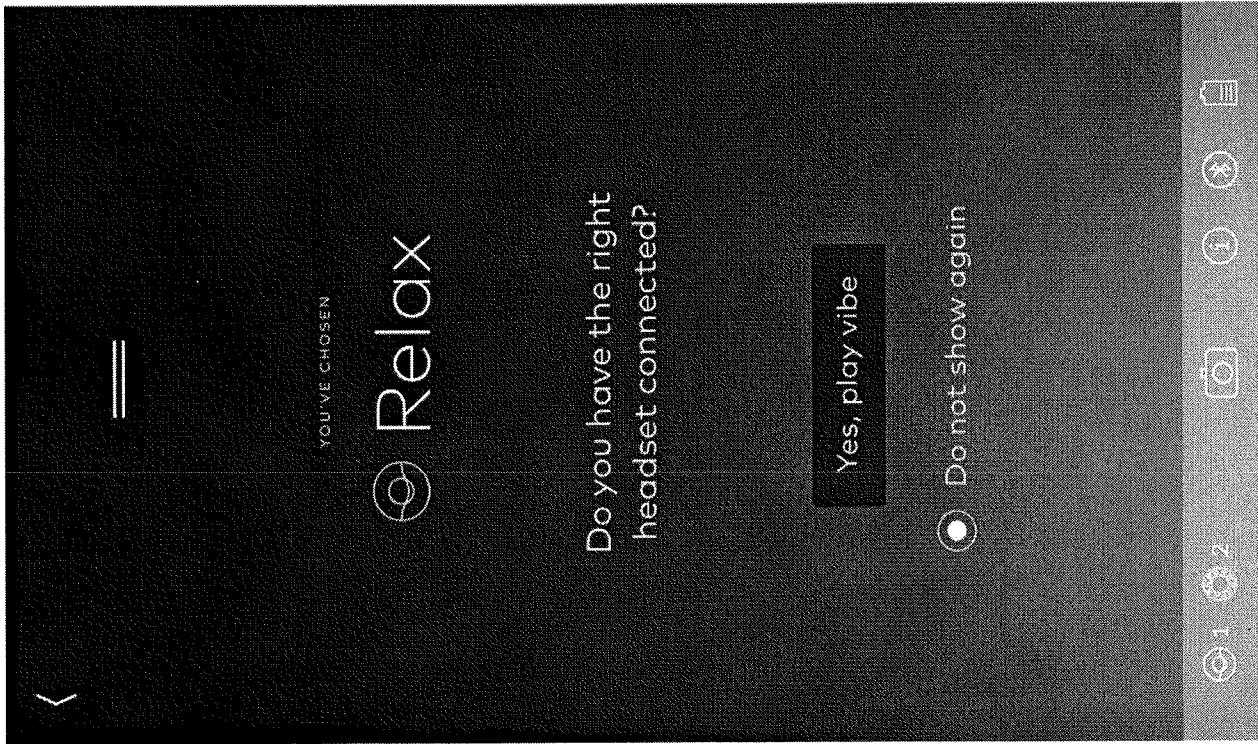 YOU'VE CHOSEN
Relax
Do you have the right
headset connected?
Yes, play vibe
Do not show again
1 2